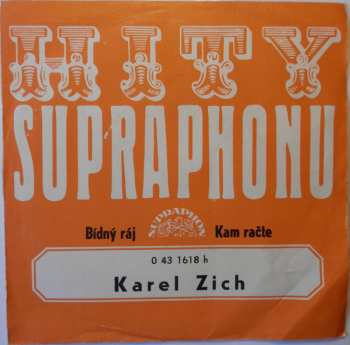 HITY
SUPRAPHONU
Bídný ráj SUPRAPHON Kam račte
0 43 1618 h
Karel Zich